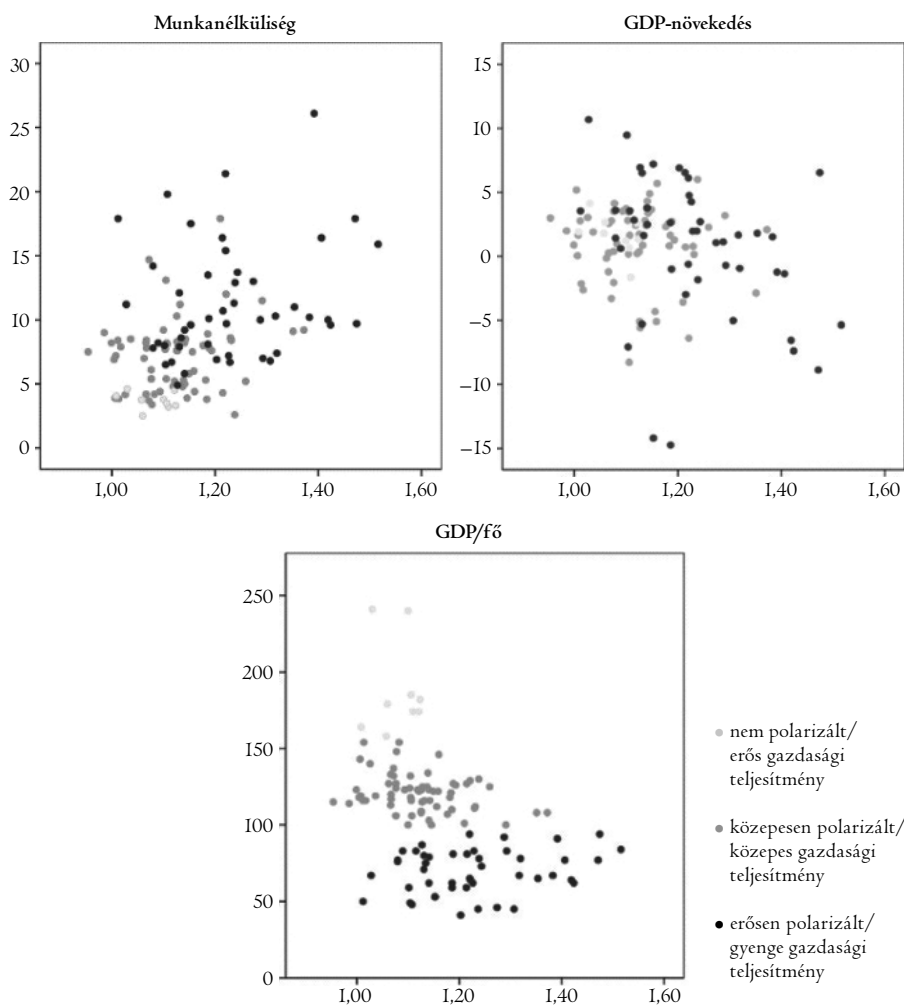 Munkanélküliség
30
25
20
15
10
5
0
1,00 1,20 1,40 1,60
GDP-növekedés
15
10
5
0
–5
–10
–15
1,00 1,20 1,40 1,60
GDP/fő
250
200
150
100
50
0
1,00 1,20 1,40 1,60
nem polarizált/
erős gazdasági
teljesítmény
közepesen polarizált/
közepes gazdasági
teljesítmény
erősen polarizált/
gyenge gazdasági
teljesítmény